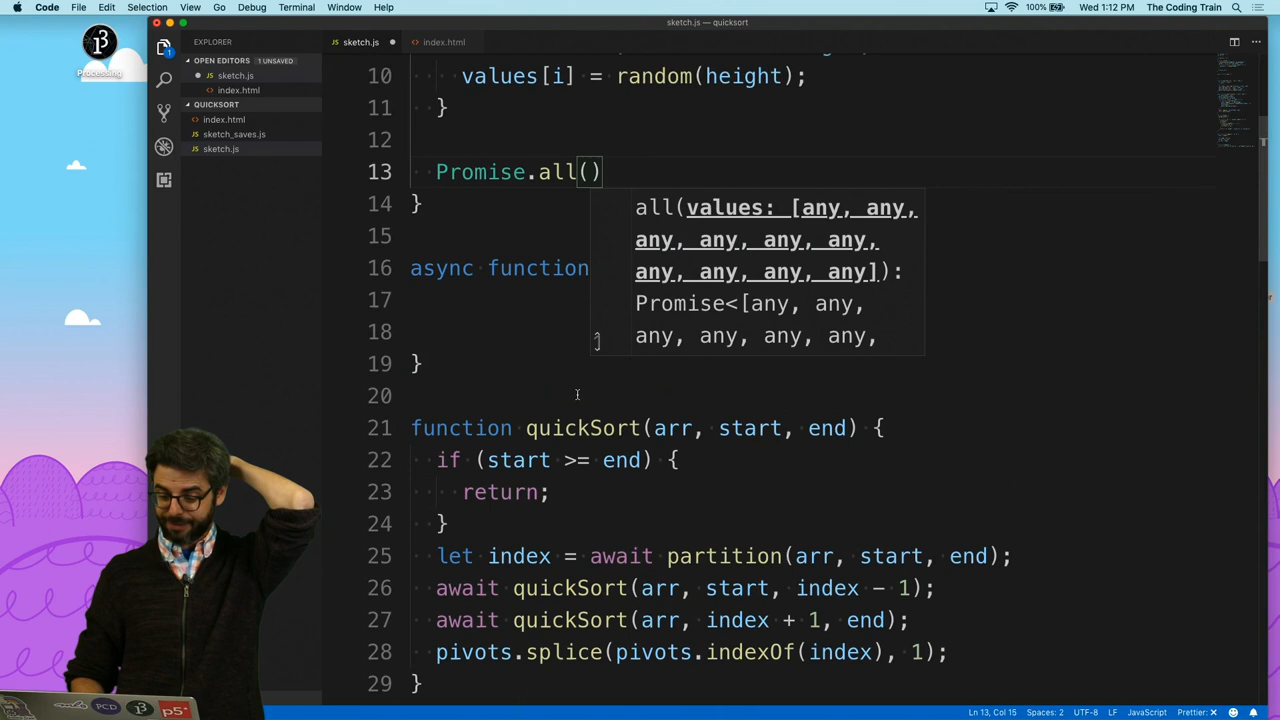 Code File Edit Selection View Go Debug Terminal Window Help 100% Wed 1:12 PM The Coding Train
sketch.js — quicksort
Processing
EXPLORER
OPEN EDITORS 1 UNSAVED
sketch.js
index.html
QUICKSORT
index.html
sketch_saves.js
sketch.js
1
sketch.js index.html
10 values[i] = random(height);
11 }
12
13 Promise.all()
all(values: [any, any,
any, any, any, any,
any, any, any, any]):
Promise<[any, any,
any, any, any, any,
14 }
15
16 async function
17
18
19 }
20
21 function quickSort(arr, start, end) {
22 if (start >= end) {
23 return;
24 }
25 let index = await partition(arr, start, end);
26 await quickSort(arr, start, index - 1);
27 await quickSort(arr, index + 1, end);
28 pivots.splice(pivots.indexOf(index), 1);
29 }
PCD
p5*
Ln 13, Col 15 Spaces: 2 UTF-8 LF JavaScript Prettier: ✕